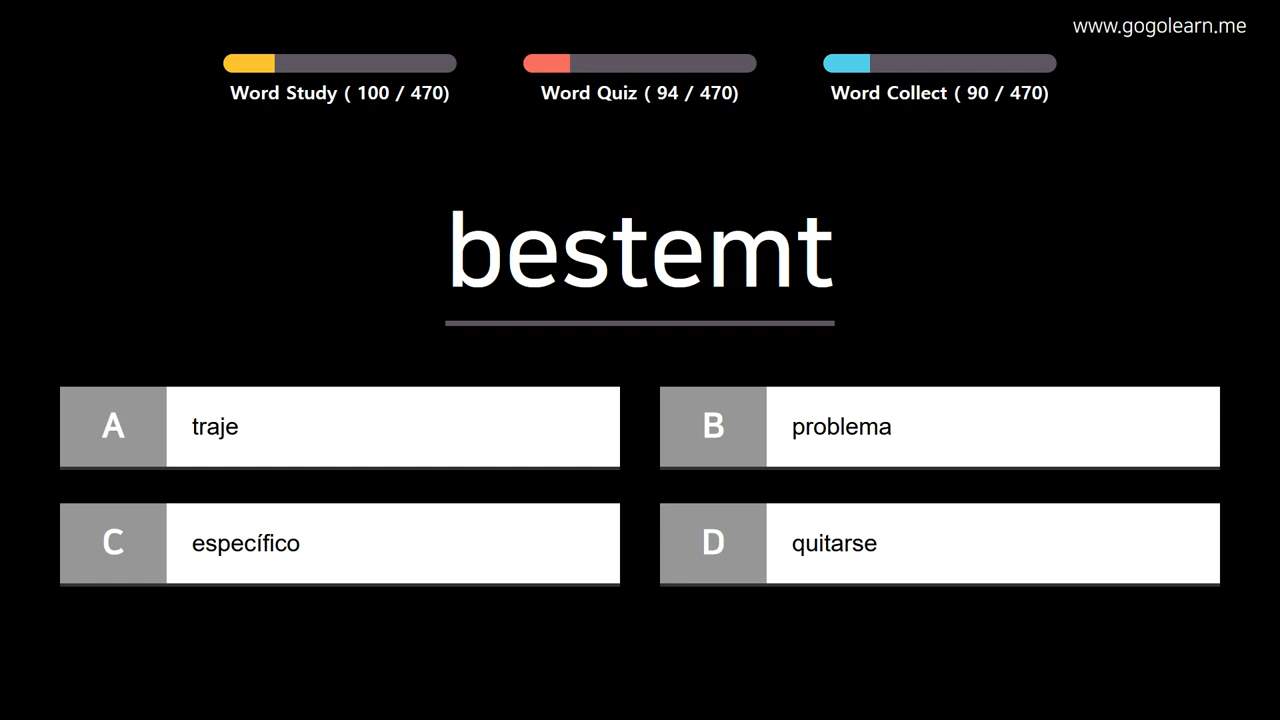 www.gogolearn.me
Word Study ( 100 / 470)
Word Quiz ( 94 / 470)
Word Collect ( 90 / 470)
bestemt
A traje
B problema
C específico
D quitarse